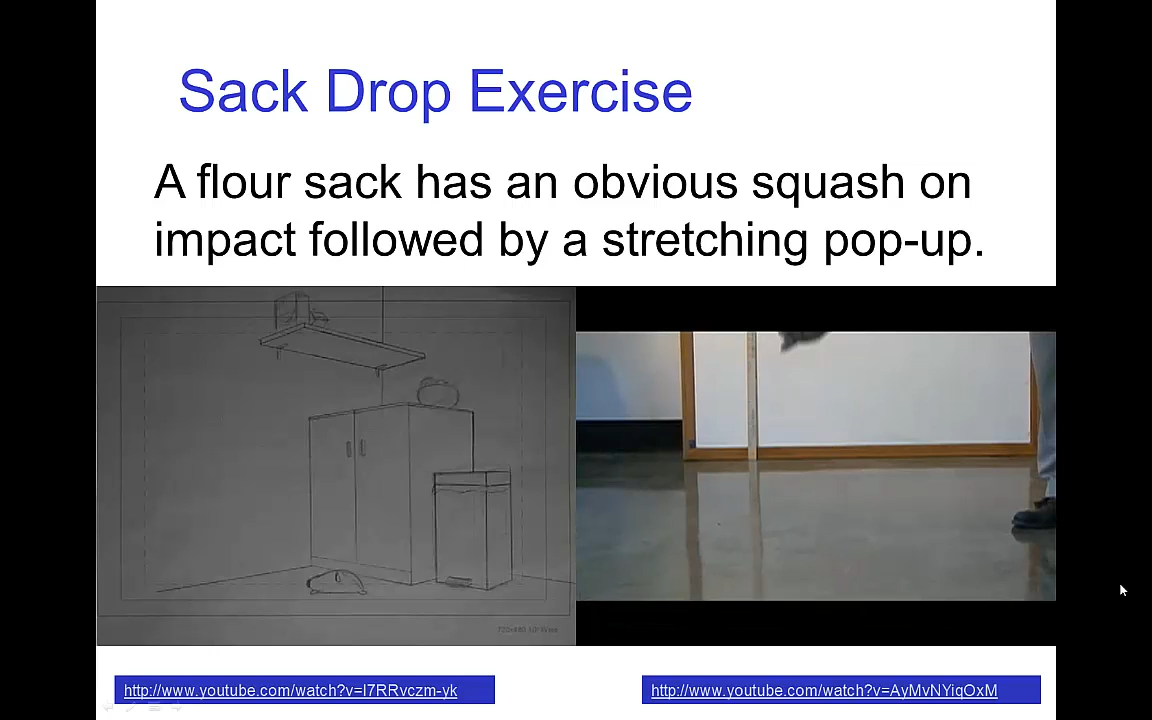 Sack Drop Exercise
A flour sack has an obvious squash on
impact followed by a stretching pop-up.
http://www.youtube.com/watch?v=I7RRvczm-yk
http://www.youtube.com/watch?v=AyMvNYiqOxM